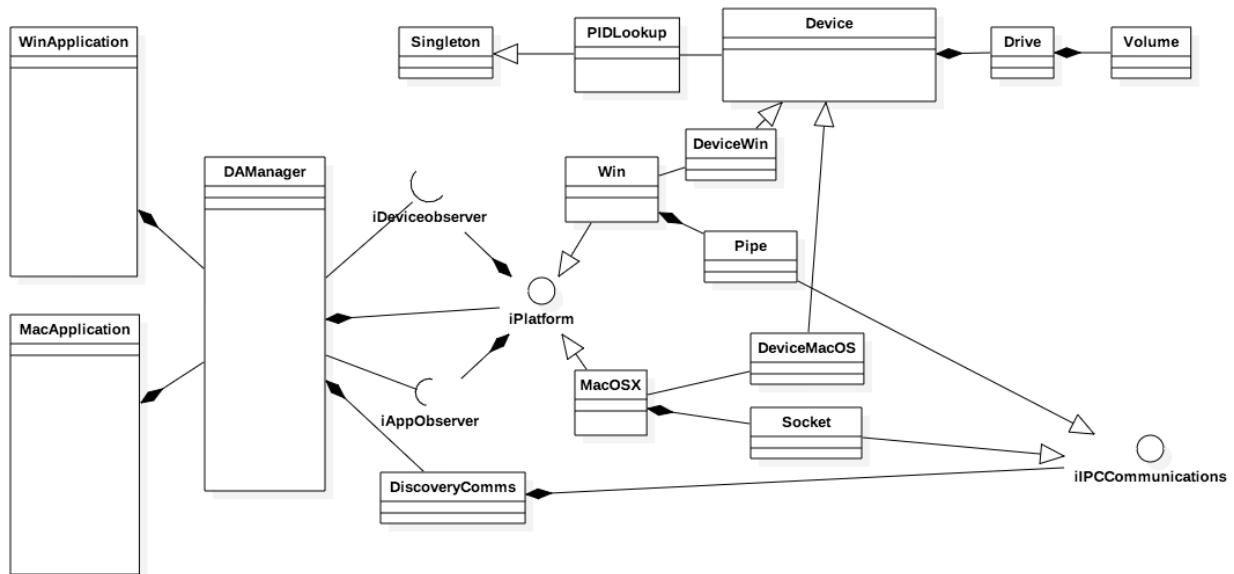 WinApplication
Singleton
PIDLookup
Device
Drive
Volume
DeviceWin
DAManager
Win
iDeviceobserver
Pipe
iPlatform
MacApplication
DeviceMacOS
MacOSX
iAppObserver
Socket
iIPCCommunications
DiscoveryComms